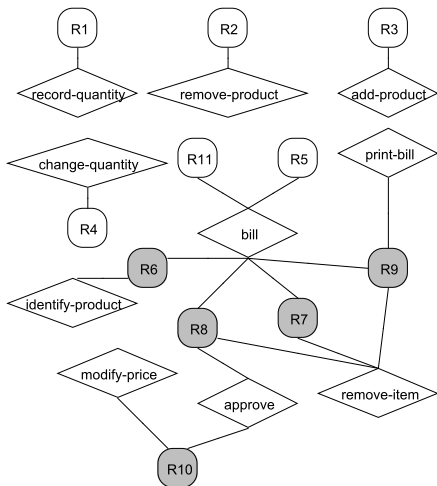 R1
R2
R3
record-quantity
remove-product
add-product
print-bill
change-quantity
R11
R5
R4
bill
R6
R9
identify-product
R7
R8
modify-price
remove-item
approve
R10